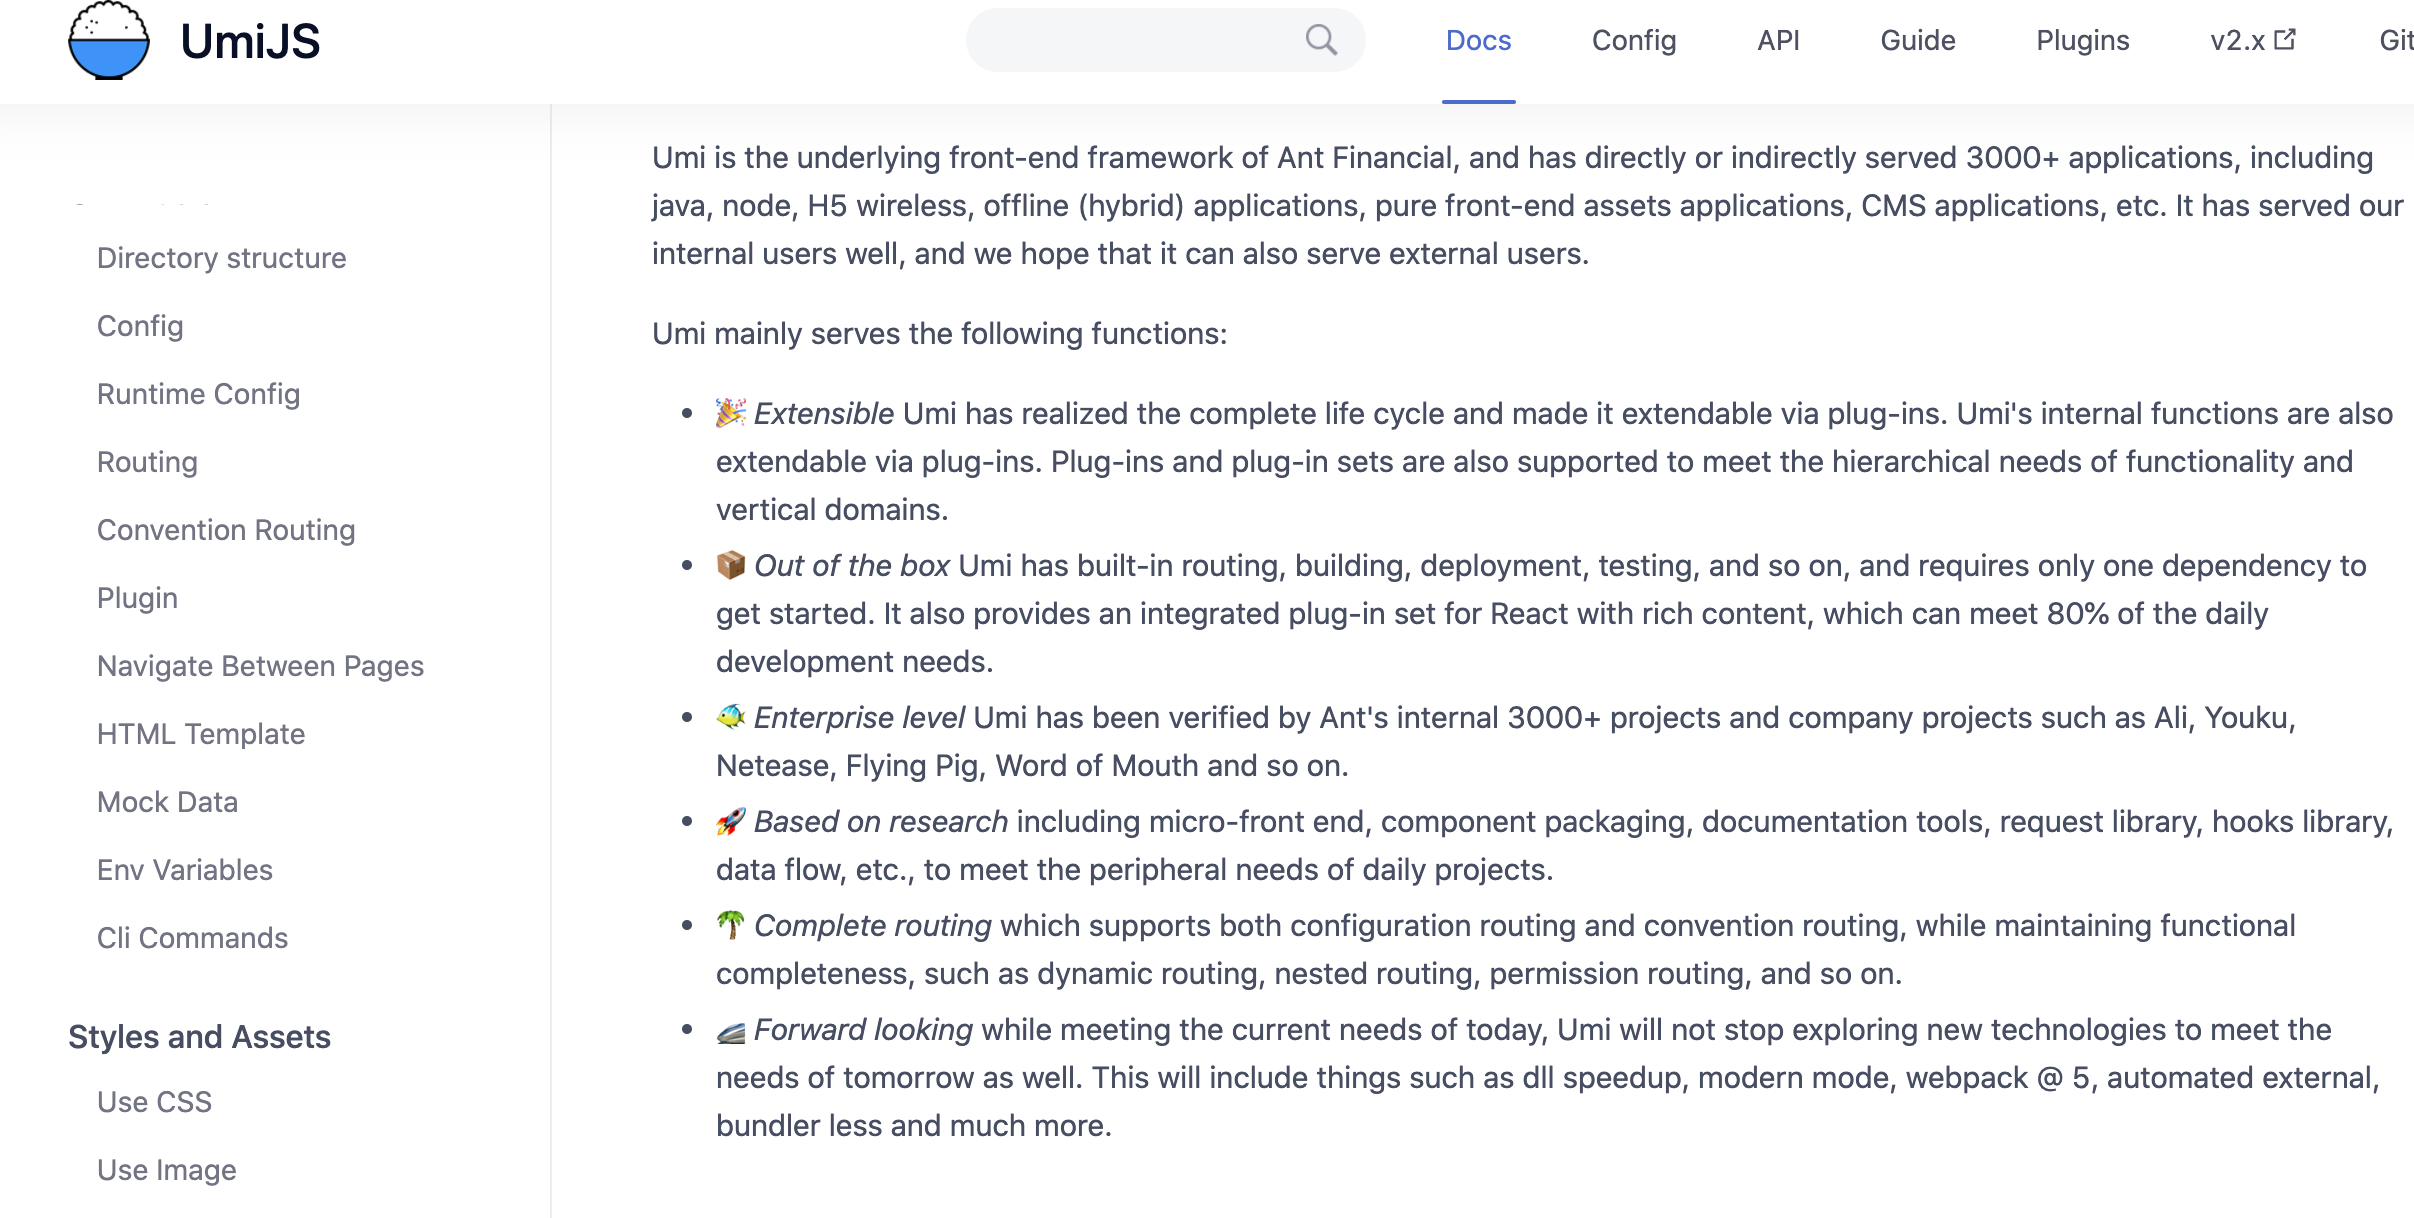 UmiJS
Docs
Config
API
Guide
Plugins
v2.x
Directory structure
Config
Runtime Config
Routing
Convention Routing
Plugin
Navigate Between Pages
HTML Template
Mock Data
Env Variables
Cli Commands
Styles and Assets
Use CSS
Use Image
Umi is the underlying front-end framework of Ant Financial, and has directly or indirectly served 3000+ applications, including
java, node, H5 wireless, offline (hybrid) applications, pure front-end assets applications, CMS applications, etc. It has served our
internal users well, and we hope that it can also serve external users.
Umi mainly serves the following functions:
• 🎉 Extensible Umi has realized the complete life cycle and made it extendable via plug-ins. Umi's internal functions are also
extendable via plug-ins. Plug-ins and plug-in sets are also supported to meet the hierarchical needs of functionality and
vertical domains.
• 📦 Out of the box Umi has built-in routing, building, deployment, testing, and so on, and requires only one dependency to
get started. It also provides an integrated plug-in set for React with rich content, which can meet 80% of the daily
development needs.
• 🐠 Enterprise level Umi has been verified by Ant's internal 3000+ projects and company projects such as Ali, Youku,
Netease, Flying Pig, Word of Mouth and so on.
• 🚀 Based on research including micro-front end, component packaging, documentation tools, request library, hooks library,
data flow, etc., to meet the peripheral needs of daily projects.
• 🌴 Complete routing which supports both configuration routing and convention routing, while maintaining functional
completeness, such as dynamic routing, nested routing, permission routing, and so on.
• 🚄 Forward looking while meeting the current needs of today, Umi will not stop exploring new technologies to meet the
needs of tomorrow as well. This will include things such as dll speedup, modern mode, webpack @ 5, automated external,
bundler less and much more.